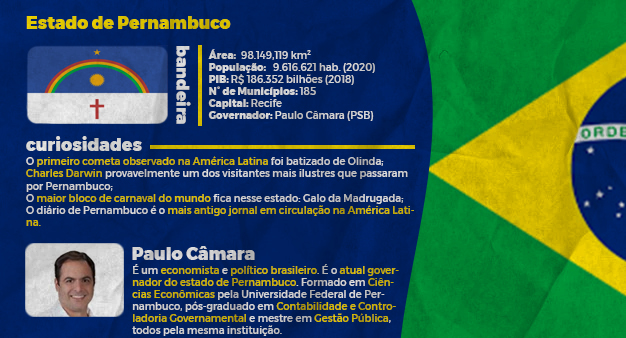 Estado de Pernambuco
bandeira
Área: 98.149,119 km²
População: 9.616.621 hab. (2020)
PIB: R$ 186.352 bilhões (2018)
N° de Municípios: 185
Capital: Recife
Governador: Paulo Câmara (PSB)
curiosidades
O primeiro cometa observado na América Latina foi batizado de Olinda;
Charles Darwin provavelmente um dos visitantes mais ilustres que passaram
por Pernambuco;
O maior bloco de carnaval do mundo fica nesse estado: Galo da Madrugada;
O diário de Pernambuco é o mais antigo jornal em circulação na América Lati-
na.
Paulo Câmara
É um economista e político brasileiro. É o atual gover-
nador do estado de Pernambuco. Formado em Ciên-
cias Econômicas pela Universidade Federal de Per-
nambuco, pós-graduado em Contabilidade e Contro-
ladoria Governamental e mestre em Gestão Pública,
todos pela mesma instituição.
ORDE